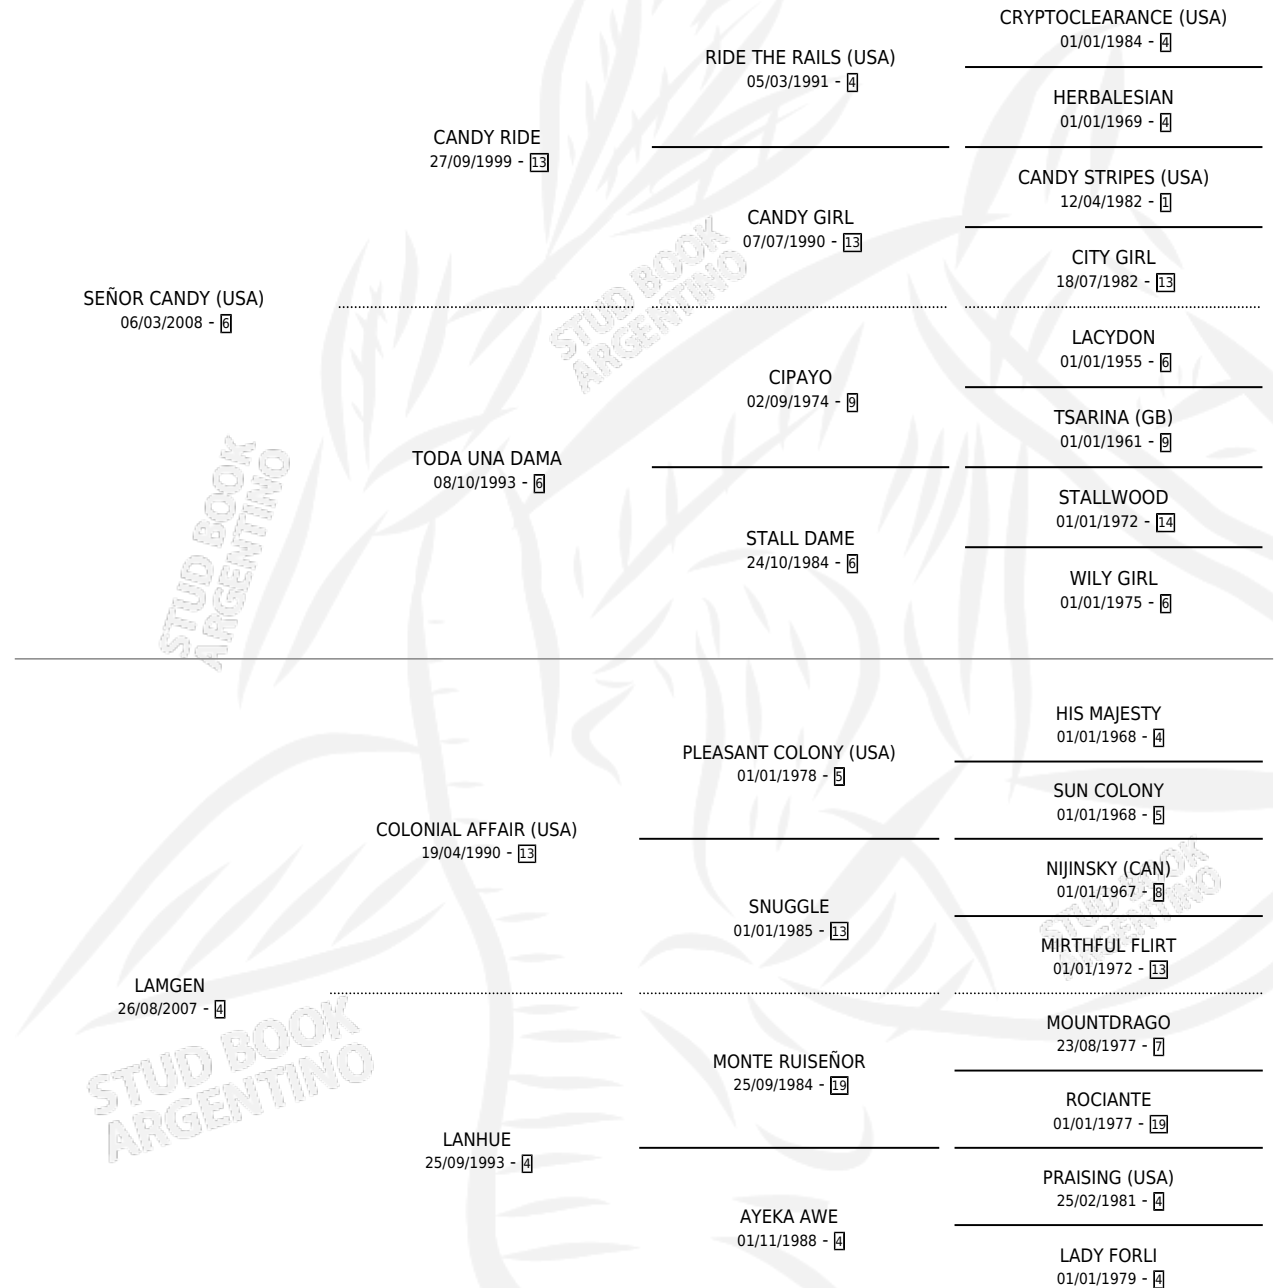 CRYPTOCLEARANCE (USA)
01/01/1984 - 4
RIDE THE RAILS (USA)
05/03/1991 - 4
HERBALESIAN
01/01/1969 - 4
CANDY RIDE
27/09/1999 - 13
CANDY STRIPES (USA)
12/04/1982 - 1
CANDY GIRL
07/07/1990 - 13
CITY GIRL
18/07/1982 - 13
SEÑOR CANDY (USA)
06/03/2008 - 6
STUD BOOK
ARGENTINO
LACYDON
01/01/1955 - 6
CIPAYO
02/09/1974 - 9
TSARINA (GB)
01/01/1961 - 9
TODA UNA DAMA
08/10/1993 - 6
STUD BOOK
ARGENTINO
STALLWOOD
01/01/1972 - 14
STALL DAME
24/10/1984 - 6
WILY GIRL
01/01/1975 - 6
HIS MAJESTY
01/01/1968 - 4
PLEASANT COLONY (USA)
01/01/1978 - 5
SUN COLONY
01/01/1968 - 5
COLONIAL AFFAIR (USA)
19/04/1990 - 13
NIJINSKY (CAN)
01/01/1967 - 8
SNUGGLE
01/01/1985 - 13
STUD BOOK
ARGENTINO
MIRTHFUL FLIRT
01/01/1972 - 13
LAMGEN
26/08/2007 - 4
STUD BOOK
ARGENTINO
MOUNTDRAGO
23/08/1977 - 7
MONTE RUISEÑOR
25/09/1984 - 19
ROCIANTE
01/01/1977 - 19
LANHUE
25/09/1993 - 4
PRAISING (USA)
25/02/1981 - 4
AYEKA AWE
01/11/1988 - 4
LADY FORLI
01/01/1979 - 4